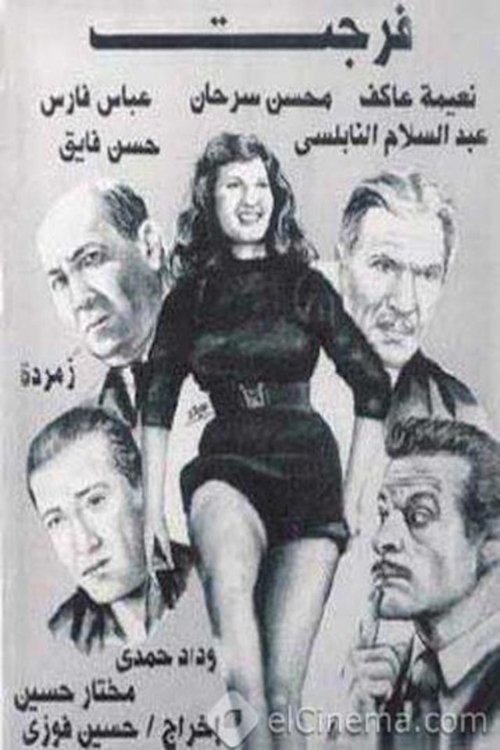 فرجت
نعيمة عاكف محسن سرحان عباس فارس
عبد السلام النابلسى حسن فايق
زمردة
وداد حمدى
مختار حسين
إخراج / حسين فوزى
elCinema.com